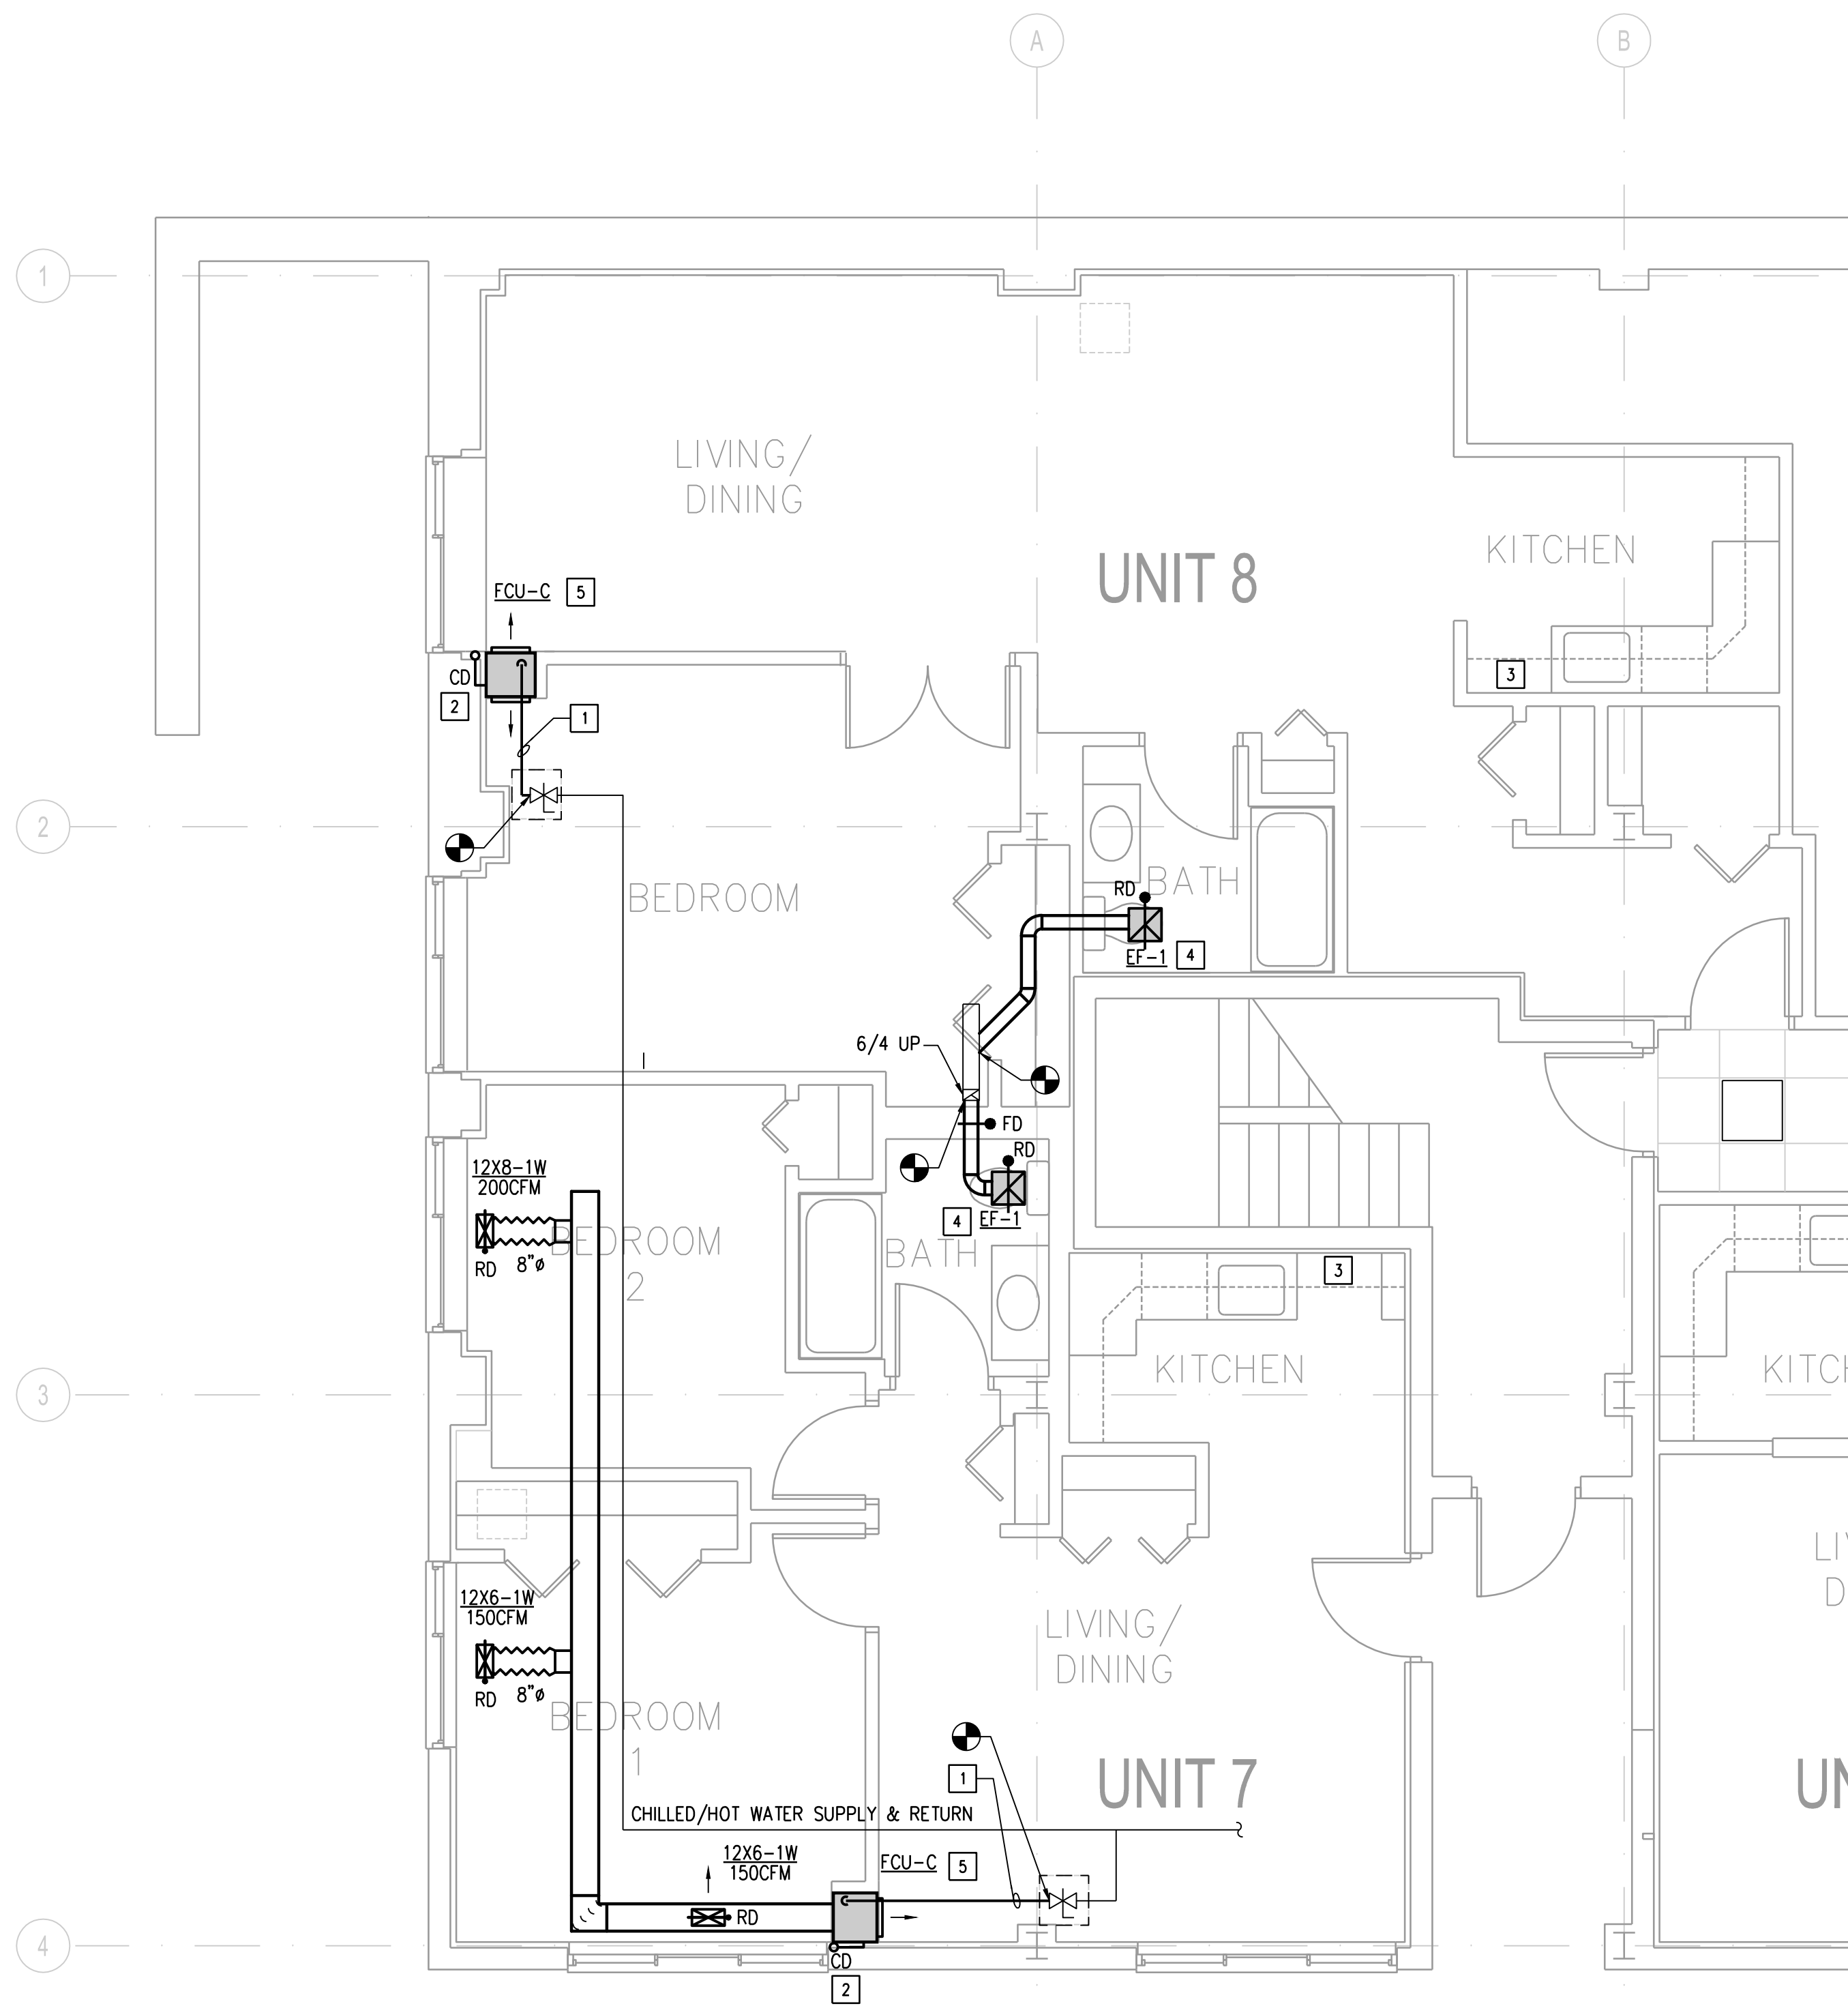 A
B
1
LIVING/
DINING
UNIT 8
KITCHEN
FCU-C 5
3
CD
2
1
2
BEDROOM
RD
BATH
EF-1 4
6/4 UP
FD
RD
12X8-1W
200CFM
4 EF-1
BEDROOM
2
BATH
RD
8"ø
3
KITCHEN
KITCH
3
LIV
D
12X6-1W
150CFM
LIVING/
DINING
RD
8"ø
BEDROOM
1
1
UNIT 7
UN
CHILLED/HOT WATER SUPPLY & RETURN
12X6-1W
150CFM
FCU-C 5
RD
4
CD
2